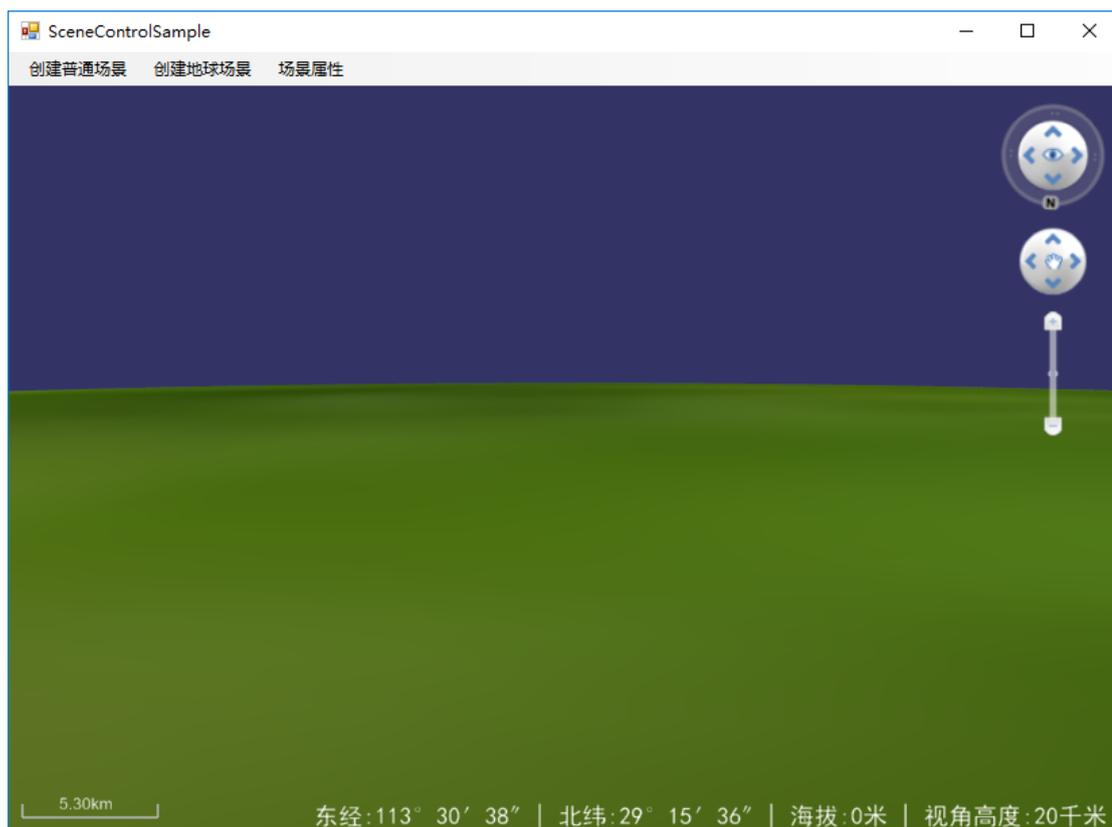 SceneControlSample
创建普通场景 创建地球场景 场景属性
N
5.30km
东经:113° 30′ 38″ | 北纬:29° 15′ 36″ | 海拔:0米 | 视角高度:20千米